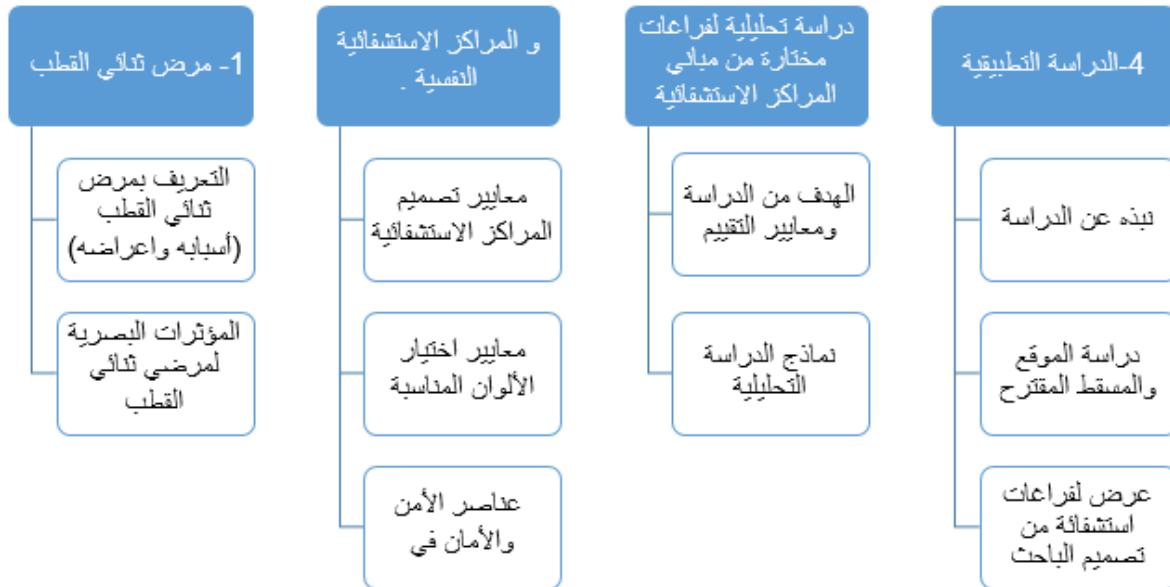 1- مرض ثنائي القطب
التعريف بمرض
ثنائي القطب
(أسبابه واعراضه)
المؤثرات البصرية
لمرضي ثنائي
القطب
و المراكز الاستشفائية
النفسية .
معايير تصميم
المراكز الاستشفائية
معايير اختيار
الألوان المناسبة
عناصر الأمن
والأمان في
دراسة تحليلية لفراغات
مختارة من مباني
المراكز الاستشفائية
الهدف من الدراسة
ومعايير التقييم
نماذج الدراسة
التحليلية
4-الدراسة التطبيقية
نبذه عن الدراسة
دراسة الموقع
والمسقط المقترح
عرض لفراغات
استشفائة من
تصميم الباحث